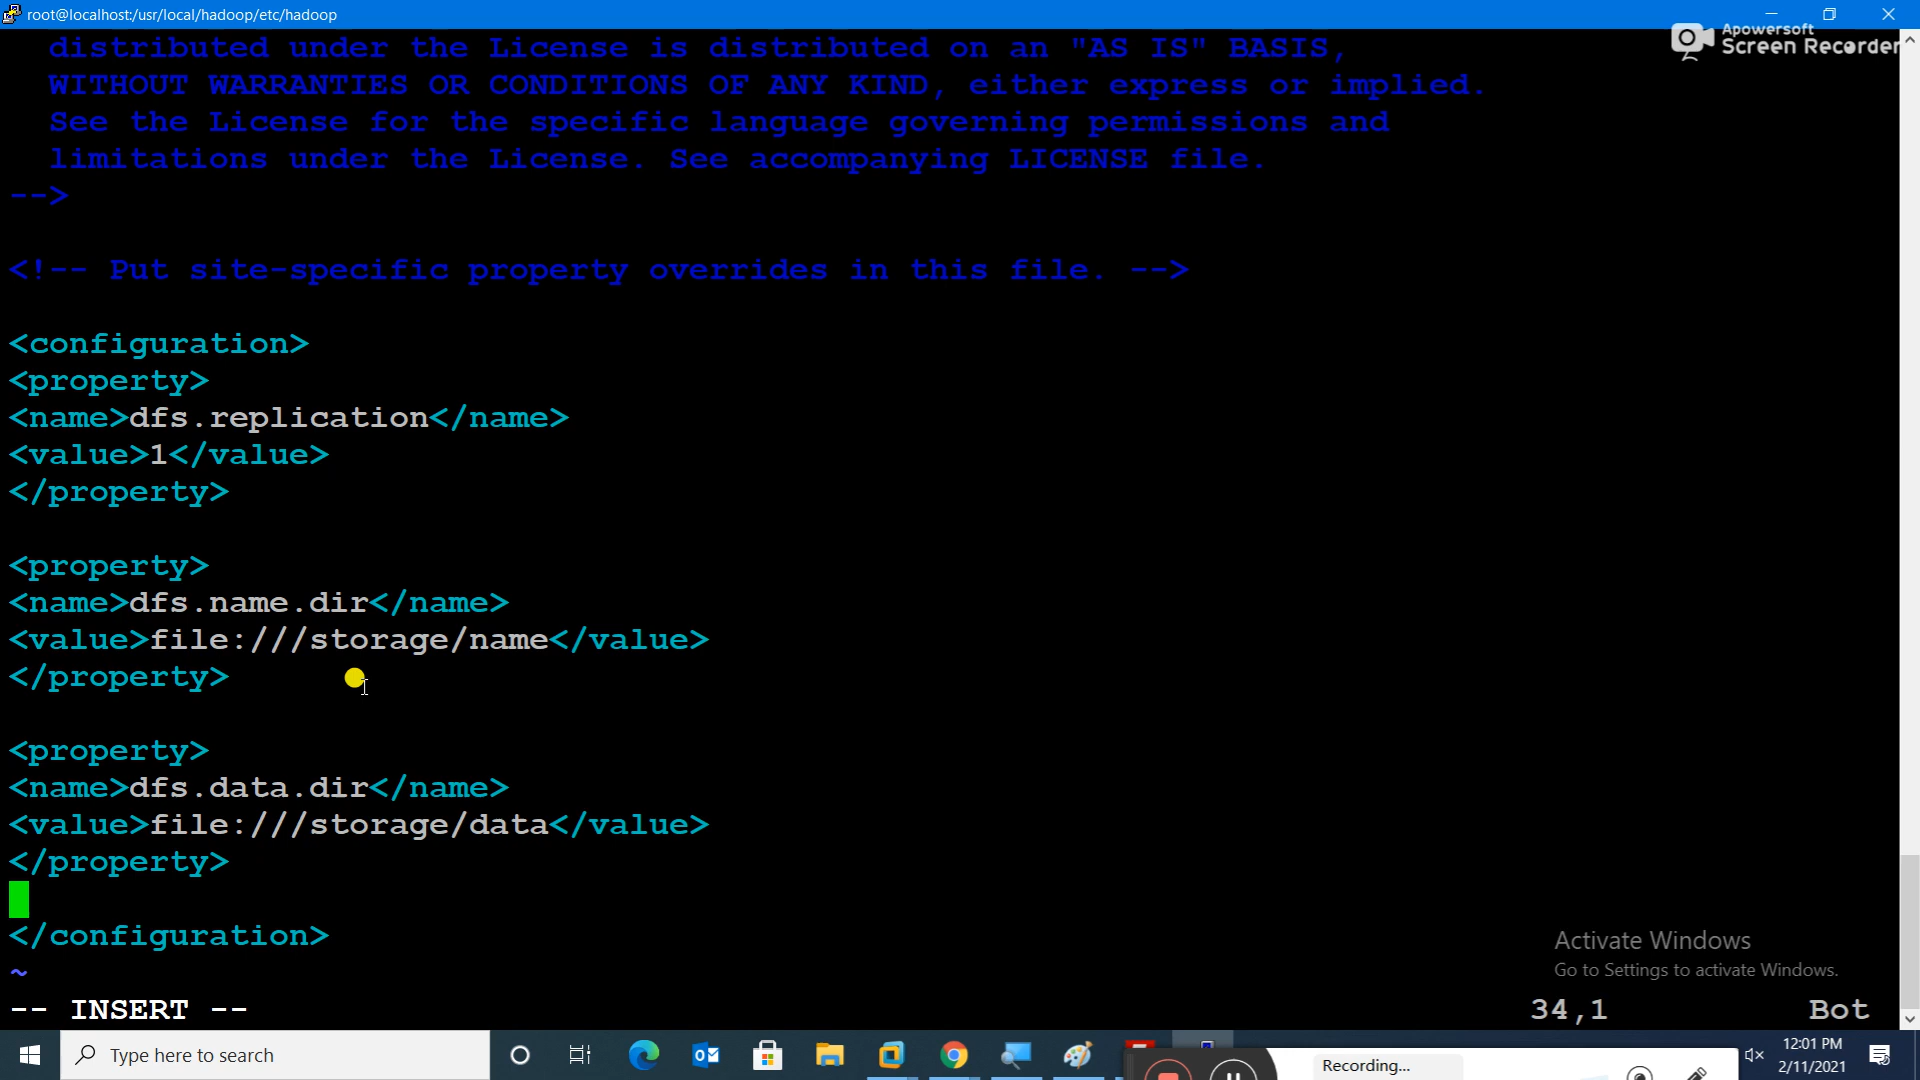 root@localhost:/usr/local/hadoop/etc/hadoop
Apowersoft
Screen Recorder
distributed under the License is distributed on an "AS IS" BASIS,
WITHOUT WARRANTIES OR CONDITIONS OF ANY KIND, either express or implied.
See the License for the specific language governing permissions and
limitations under the License. See accompanying LICENSE file.
-->
<!-- Put site-specific property overrides in this file. -->
<configuration>
<property>
<name>dfs.replication</name>
<value>1</value>
</property>
<property>
<name>dfs.name.dir</name>
<value>file:///storage/name</value>
</property>
<property>
<name>dfs.data.dir</name>
<value>file:///storage/data</value>
</property>
</configuration>
~
Activate Windows
Go to Settings to activate Windows.
-- INSERT --
34,1
Bot
Type here to search
Recording...
12:01 PM
2/11/2021